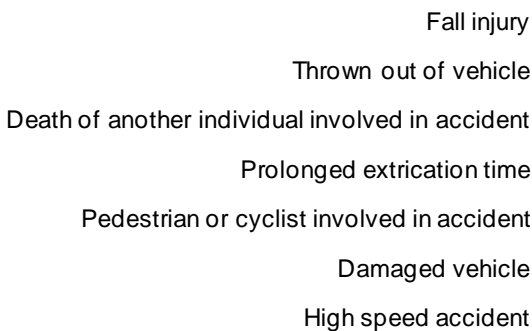 Fall injury
Thrown out of vehicle
Death of another individual involved in accident
Prolonged extrication time
Pedestrian or cyclist involved in accident
Damaged vehicle
High speed accident